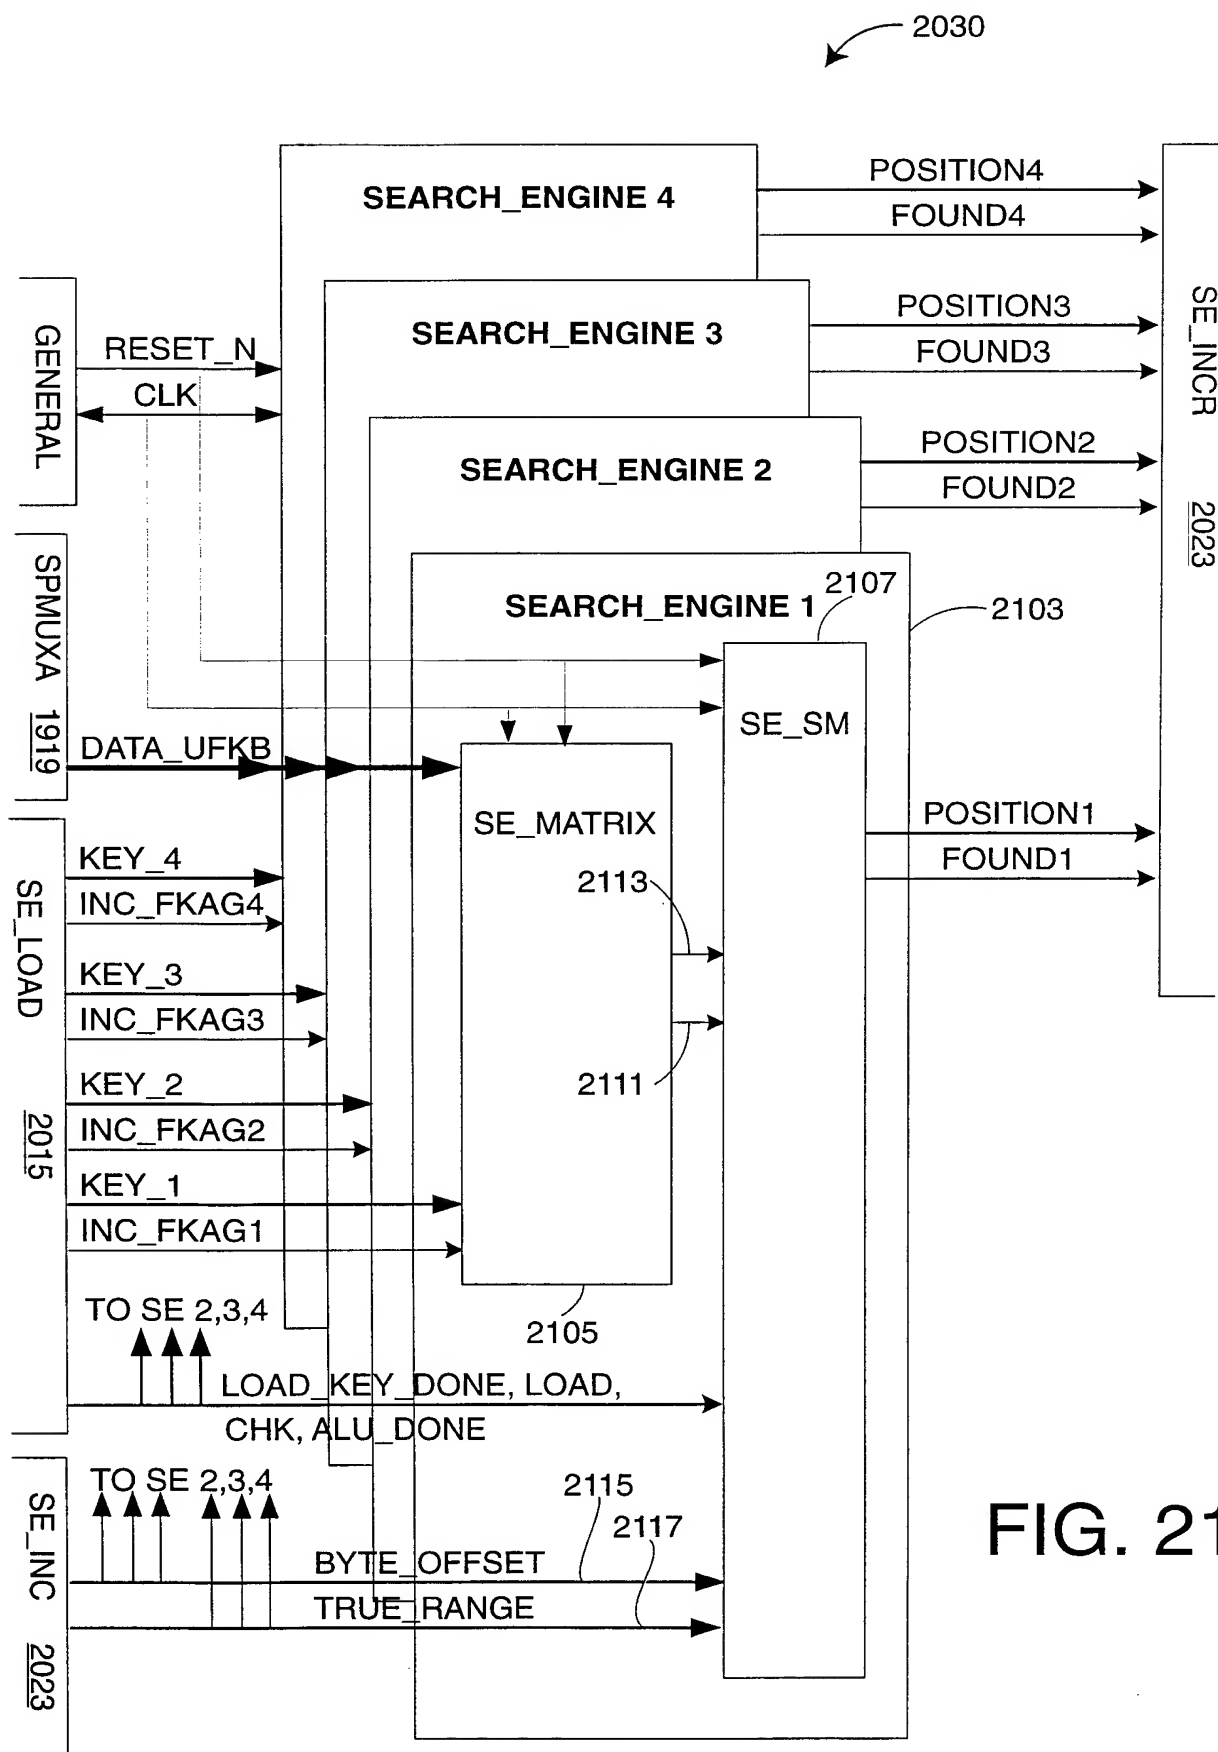 2030
SEARCH_ENGINE 4
POSITION4
FOUND4
SEARCH_ENGINE 3
POSITION3
FOUND3
SE_INCR 2023
GENERAL
RESET_N
CLK
SEARCH_ENGINE 2
POSITION2
FOUND2
SPMUXA 1919
SEARCH_ENGINE 1
2107
2103
SE_SM
DATA_UFKB
SE_MATRIX
POSITION1
FOUND1
SE_LOAD 2015
KEY_4
INC_FKAG4
2113
KEY_3
INC_FKAG3
2111
KEY_2
INC_FKAG2
KEY_1
INC_FKAG1
2105
TO SE 2,3,4
LOAD_KEY_DONE, LOAD,
CHK, ALU_DONE
SE_INC 2023
TO SE 2,3,4
2115
2117
BYTE_OFFSET
TRUE_RANGE
FIG. 21